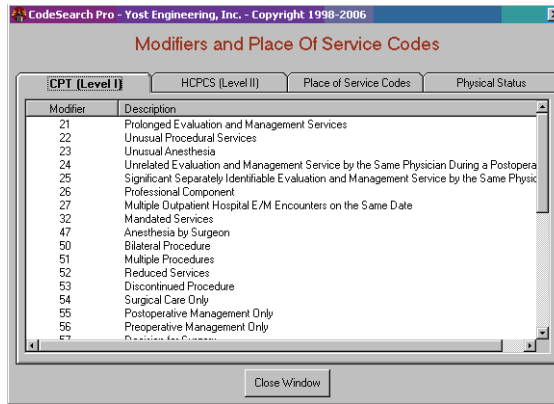 CodeSearch Pro - Yost Engineering, Inc. - Copyright 1998-2006
Modifiers and Place Of Service Codes
CPT (Level I) HCPCS (Level II) Place of Service Codes Physical Status
Modifier Description
21 Prolonged Evaluation and Management Services
22 Unusual Procedural Services
23 Unusual Anesthesia
24 Unrelated Evaluation and Management Service by the Same Physician During a Postopera
25 Significant Separately Identifiable Evaluation and Management Service by the Same Physic
26 Professional Component
27 Multiple Outpatient Hospital E/M Encounters on the Same Date
32 Mandated Services
47 Anesthesia by Surgeon
50 Bilateral Procedure
51 Multiple Procedures
52 Reduced Services
53 Discontinued Procedure
54 Surgical Care Only
55 Postoperative Management Only
56 Preoperative Management Only
57 Decision for Surgery
Close Window